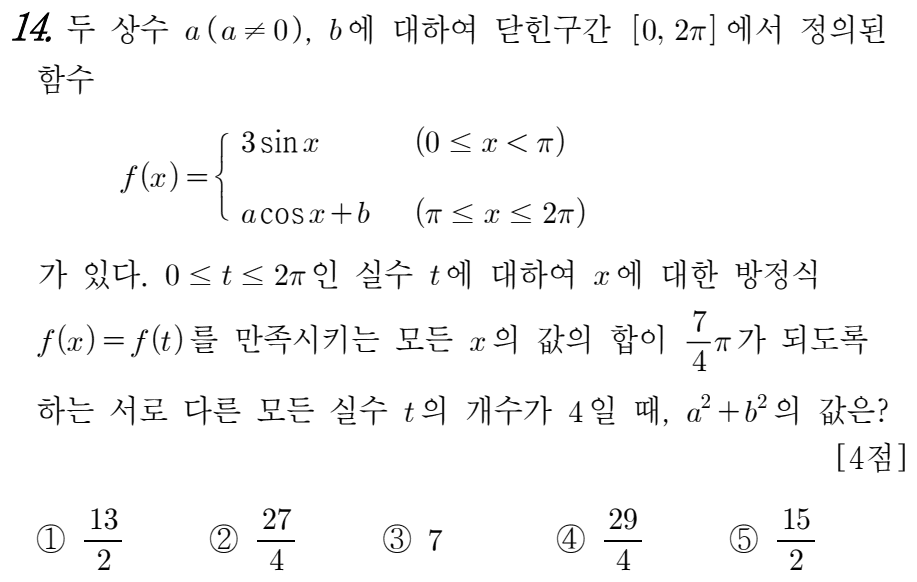 14. 두 상수 a(a≠0), b에 대하여 닫힌구간 [0, 2π]에서 정의된
함수
f(x) = { 3sin x (0 ≤ x < π)
a cos x + b (π ≤ x ≤ 2π)
가 있다. 0 ≤ t ≤ 2π인 실수 t에 대하여 x에 대한 방정식
f(x) = f(t)를 만족시키는 모든 x의 값의 합이 7/4 π가 되도록
하는 서로 다른 모든 실수 t의 개수가 4일 때, a²+b²의 값은?
[4점]
① 13/2 ② 27/4 ③ 7 ④ 29/4 ⑤ 15/2